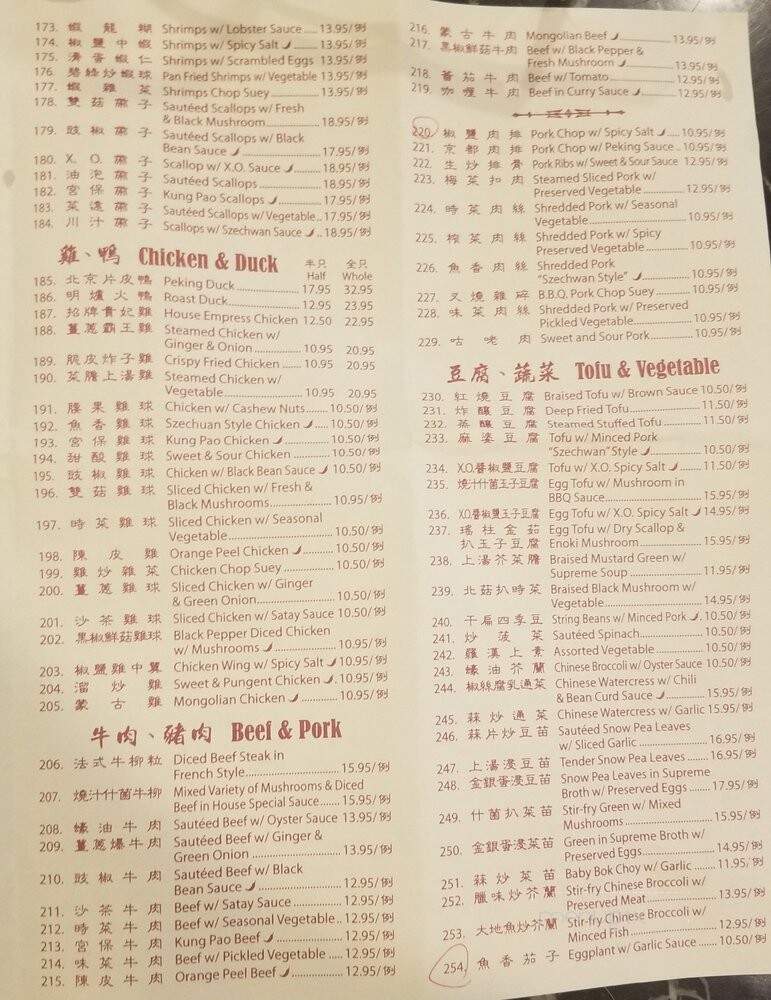 173. 蝦龍糊 Shrimps w/ Lobster Sauce ..... 13.95/例
174. 椒鹽中蝦 Shrimps w/ Spicy Salt ..... 13.95/例
175. 清香蝦仁 Shrimps w/ Scrambled Eggs 13.95/例
176. 碧綠炒蝦球 Pan Fried Shrimps w/ Vegetable 13.95/例
177. 蝦雜菜 Shrimps Chop Suey ..... 13.95/例
178. 雙菇帶子 Sautéed Scallops w/ Fresh
& Black Mushroom ..... 18.95/例
179. 豉椒帶子 Sautéed Scallops w/ Black
Bean Sauce ..... 17.95/例
180. X.O.帶子 Scallop w/ X.O. Sauce ..... 18.95/例
181. 油泡帶子 Sautéed Scallops ..... 18.95/例
182. 宮保帶子 Kung Pao Scallops ..... 17.95/例
183. 菜遠帶子 Sautéed Scallops w/ Vegetable .. 17.95/例
184. 川汁帶子 Scallops w/ Szechwan Sauce .. 18.95/例
雞、鴨 Chicken & Duck 半只 全只
Half Whole
185. 北京片皮鴨 Peking Duck ..... 17.95 32.95
186. 明爐火鴨 Roast Duck ..... 12.95 23.95
187. 招牌貴妃雞 House Empress Chicken 12.50 22.95
188. 薑蔥霸王雞 Steamed Chicken w/
Ginger & Onion ..... 10.95 20.95
189. 脆皮炸子雞 Crispy Fried Chicken ..... 10.95 20.95
190. 菜膽上湯雞 Steamed Chicken w/
Vegetable ..... 10.95 20.95
191. 腰果雞球 Chicken w/ Cashew Nuts ..... 10.50/例
192. 魚香雞球 Szechuan Style Chicken ..... 10.50/例
193. 宮保雞球 Kung Pao Chicken ..... 10.50/例
194. 甜酸雞球 Sweet & Sour Chicken ..... 10.50/例
195. 豉椒雞球 Chicken w/ Black Bean Sauce 10.50/例
196. 雙菇雞球 Sliced Chicken w/ Fresh &
Black Mushrooms ..... 10.95/例
197. 時菜雞球 Sliced Chicken w/ Seasonal
Vegetable ..... 10.50/例
198. 陳皮雞 Orange Peel Chicken ..... 10.50/例
199. 雞炒雜菜 Chicken Chop Suey ..... 10.50/例
200. 薑蔥雞球 Sliced Chicken w/ Ginger
& Green Onion ..... 10.50/例
201. 沙茶雞球 Sliced Chicken w/ Satay Sauce 10.50/例
202. 黑椒鮮菇雞球 Black Pepper Diced Chicken
w/ Mushrooms ..... 10.95/例
203. 椒鹽雞中翼 Chicken Wing w/ Spicy Salt 10.95/例
204. 溜炒雞 Sweet & Pungent Chicken . 10.95/例
205. 蒙古雞 Mongolian Chicken ..... 10.95/例
牛肉、豬肉 Beef & Pork
206. 法式牛柳粒 Diced Beef Steak in
French Style ..... 15.95/例
207. 燒汁什菌牛柳 Mixed Variety of Mushrooms & Diced
Beef in House Special Sauce ..... 15.95/例
208. 蠔油牛肉 Sautéed Beef w/ Oyster Sauce 13.95/例
209. 薑蔥爆牛肉 Sautéed Beef w/ Ginger &
Green Onion ..... 13.95/例
210. 豉椒牛肉 Sautéed Beef w/ Black
Bean Sauce ..... 12.95/例
211. 沙茶牛肉 Beef w/ Satay Sauce ..... 12.95/例
212. 時菜牛肉 Beef w/ Seasonal Vegetable .. 12.95/例
213. 宮保牛肉 Kung Pao Beef ..... 12.95/例
214. 味菜牛肉 Beef w/ Pickled Vegetable .... 12.95/例
215. 陳皮牛肉 Orange Peel Beef ..... 12.95/例
216. 蒙古牛肉 Mongolian Beef ..... 13.95/例
217. 黑椒鮮菇牛肉 Beef w/ Black Pepper &
Fresh Mushroom ..... 13.95/例
218. 蕃茄牛肉 Beef w/ Tomato ..... 12.95/例
219. 咖喱牛肉 Beef in Curry Sauce ..... 12.95/例
220. 椒鹽肉排 Pork Chop w/ Spicy Salt ..... 10.95/例
221. 京都肉排 Pork Chop w/ Peking Sauce .. 10.95/例
222. 生炒排骨 Pork Ribs w/ Sweet & Sour Sauce 12.95/例
223. 梅菜扣肉 Steamed Sliced Pork w/
Preserved Vegetable ..... 12.95/例
224. 時菜肉絲 Shredded Pork w/ Seasonal
Vegetable ..... 10.95/例
225. 榨菜肉絲 Shredded Pork w/ Spicy
Preserved Vegetable ..... 10.95/例
226. 魚香肉絲 Shredded Pork
"Szechwan Style" ..... 10.95/例
227. 叉燒雜碎 B.B.Q. Pork Chop Suey ..... 10.95/例
228. 味菜肉絲 Shredded Pork w/ Preserved
Pickled Vegetable ..... 10.95/例
229. 咕咾肉 Sweet and Sour Pork ..... 10.95/例
豆腐、蔬菜 Tofu & Vegetable
230. 紅燒豆腐 Braised Tofu w/ Brown Sauce 10.50/例
231. 炸釀豆腐 Deep Fried Tofu ..... 11.50/例
232. 蒸釀豆腐 Steamed Stuffed Tofu ..... 11.50/例
233. 麻婆豆腐 Tofu w/ Minced Pork
"Szechwan" Style ..... 10.50/例
234. X.O.醬椒鹽豆腐 Tofu w/ X.O. Spicy Salt ..... 11.50/例
235. 燒汁什菌玉子豆腐 Egg Tofu w/ Mushroom in
BBQ Sauce ..... 15.95/例
236. X.O.醬椒鹽玉子豆腐 Egg Tofu w/ X.O. Spicy Salt 14.95/例
237. 瑤柱金茹 Egg Tofu w/ Dry Scallop &
扒玉子豆腐 Enoki Mushroom ..... 15.95/例
238. 上湯芥菜膽 Braised Mustard Green w/
Supreme Soup ..... 11.95/例
239. 北菇扒時菜 Braised Black Mushroom w/
Vegetable ..... 14.95/例
240. 干扁四季豆 String Beans w/ Minced Pork . 10.50/例
241. 炒菠菜 Sautéed Spinach ..... 10.50/例
242. 羅漢上素 Assorted Vegetable ..... 10.50/例
243. 蠔油芥蘭 Chinese Broccoli w/ Oyster Sauce 10.50/例
244. 椒絲腐乳通菜 Chinese Watercress w/ Chili
& Bean Curd Sauce ..... 15.95/例
245. 蒜炒通菜 Chinese Watercress w/ Garlic 15.95/例
246. 蒜片炒豆苗 Sautéed Snow Pea Leaves
w/ Sliced Garlic ..... 16.95/例
247. 上湯浸豆苗 Tender Snow Pea Leaves ..... 16.95/例
248. 金銀蛋浸豆苗 Snow Pea Leaves in Supreme
Broth w/ Preserved Eggs ..... 17.95/例
249. 什菌扒菜苗 Stir-fry Green w/ Mixed
Mushrooms ..... 15.95/例
250. 金銀蛋浸菜苗 Green in Supreme Broth w/
Preserved Eggs ..... 14.95/例
251. 蒜炒菜苗 Baby Bok Choy w/ Garlic ..... 11.95/例
252. 臘味炒芥蘭 Stir-fry Chinese Broccoli w/
Preserved Meat ..... 13.95/例
253. 大地魚炒芥蘭 Stir-fry Chinese Broccoli w/
Minced Fish ..... 12.95/例
254. 魚香茄子 Eggplant w/ Garlic Sauce ..... 10.50/例